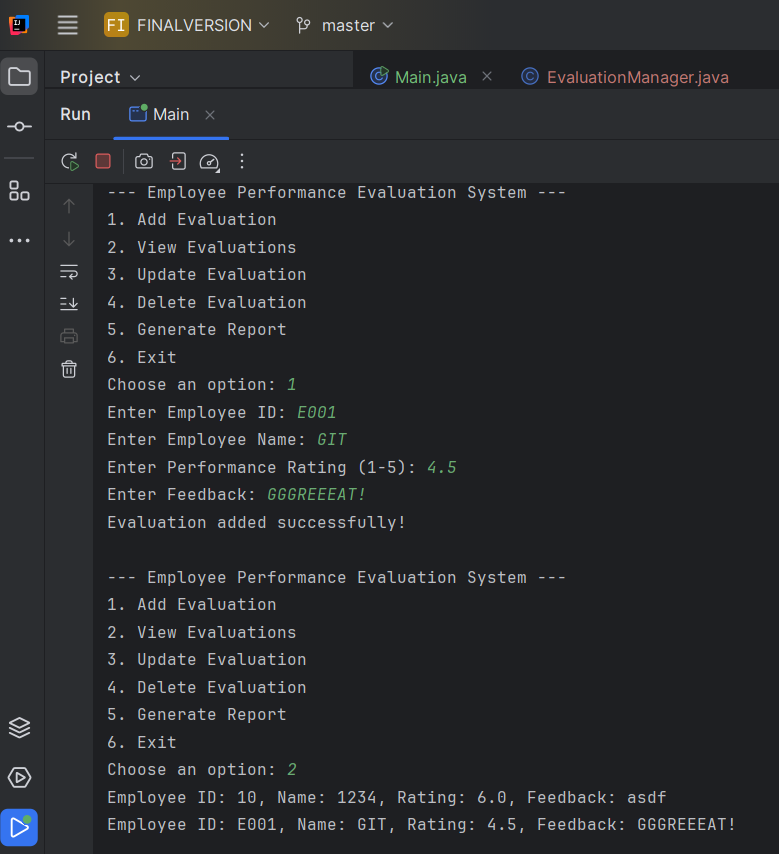 FI FINALVERSION master
Project
Main.java
EvaluationManager.java
Run
Main
--- Employee Performance Evaluation System ---
1. Add Evaluation
2. View Evaluations
3. Update Evaluation
4. Delete Evaluation
5. Generate Report
6. Exit
Choose an option: 1
Enter Employee ID: E001
Enter Employee Name: GIT
Enter Performance Rating (1-5): 4.5
Enter Feedback: GGGREEEAT!
Evaluation added successfully!
--- Employee Performance Evaluation System ---
1. Add Evaluation
2. View Evaluations
3. Update Evaluation
4. Delete Evaluation
5. Generate Report
6. Exit
Choose an option: 2
Employee ID: 10, Name: 1234, Rating: 6.0, Feedback: asdf
Employee ID: E001, Name: GIT, Rating: 4.5, Feedback: GGGREEEAT!